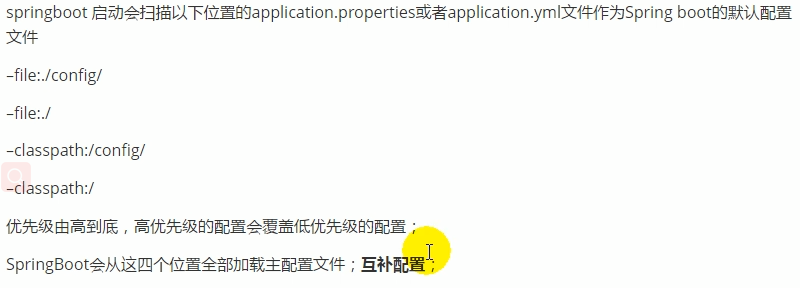 springboot 启动会扫描以下位置的application.properties或者application.yml文件作为Spring boot的默认配置
文件
–file:./config/
–file:./
–classpath:/config/
–classpath:/
优先级由高到底，高优先级的配置会覆盖低优先级的配置；
SpringBoot会从这四个位置全部加载主配置文件；互补配置；